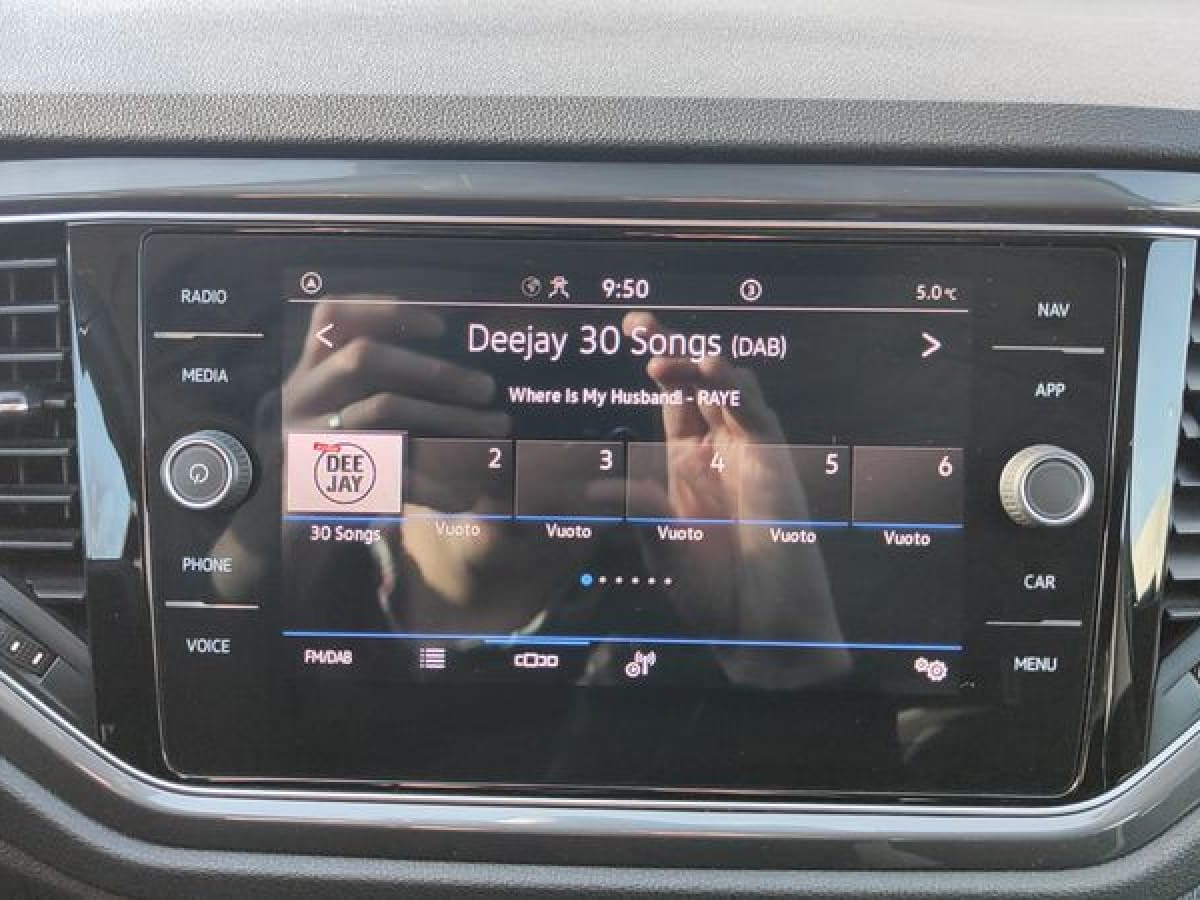 RADIO
MEDIA
PHONE
VOICE
9:50
3
5.0 °C
< Deejay 30 Songs (DAB) >
Where Is My Husband! - RAYE
DEE
JAY
2
3
4
5
6
30 Songs
Vuoto
Vuoto
Vuoto
Vuoto
Vuoto
FM/DAB
NAV
APP
CAR
MENU